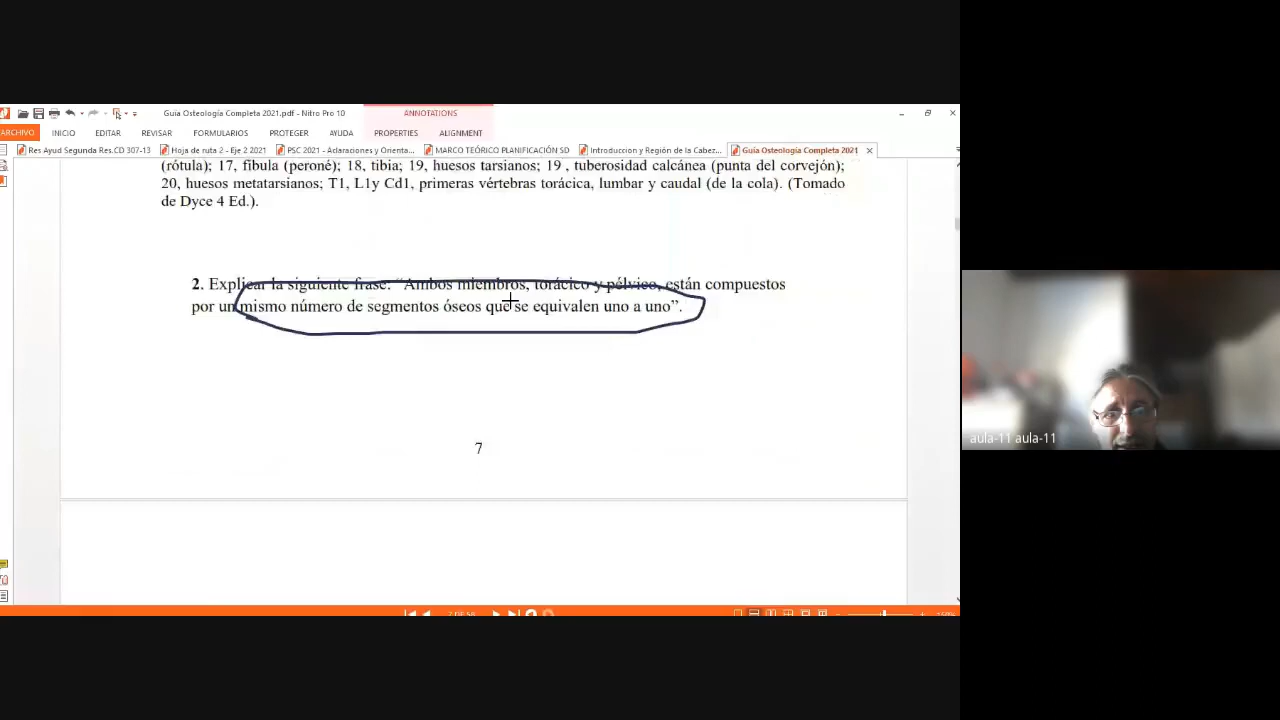 Guía Osteología Completa 2021.pdf - Nitro Pro 10
ANNOTATIONS
ARCHIVO INICIO EDITAR REVISAR FORMULARIOS PROTEGER AYUDA PROPERTIES ALIGNMENT
Res Ayud Segunda Res.CD 307-13 Hoja de ruta 2 - Eje 2 2021 PSC 2021 - Aclaraciones y Orienta... MARCO TEÓRICO PLANIFICACIÓN SD Introduccion y Región de la Cabez... Guía Osteología Completa 2021
(rótula); 17, fíbula (peroné); 18, tibia; 19, huesos tarsianos; 19 , tuberosidad calcánea (punta del corvejón);
20, huesos metatarsianos; T1, L1y Cd1, primeras vértebras torácica, lumbar y caudal (de la cola). (Tomado
de Dyce 4 Ed.).
2. Explicar la siguiente frase: “Ambos miembros, torácico y pélvico, están compuestos
por un mismo número de segmentos óseos que se equivalen uno a uno”.
7
aula-11 aula-11